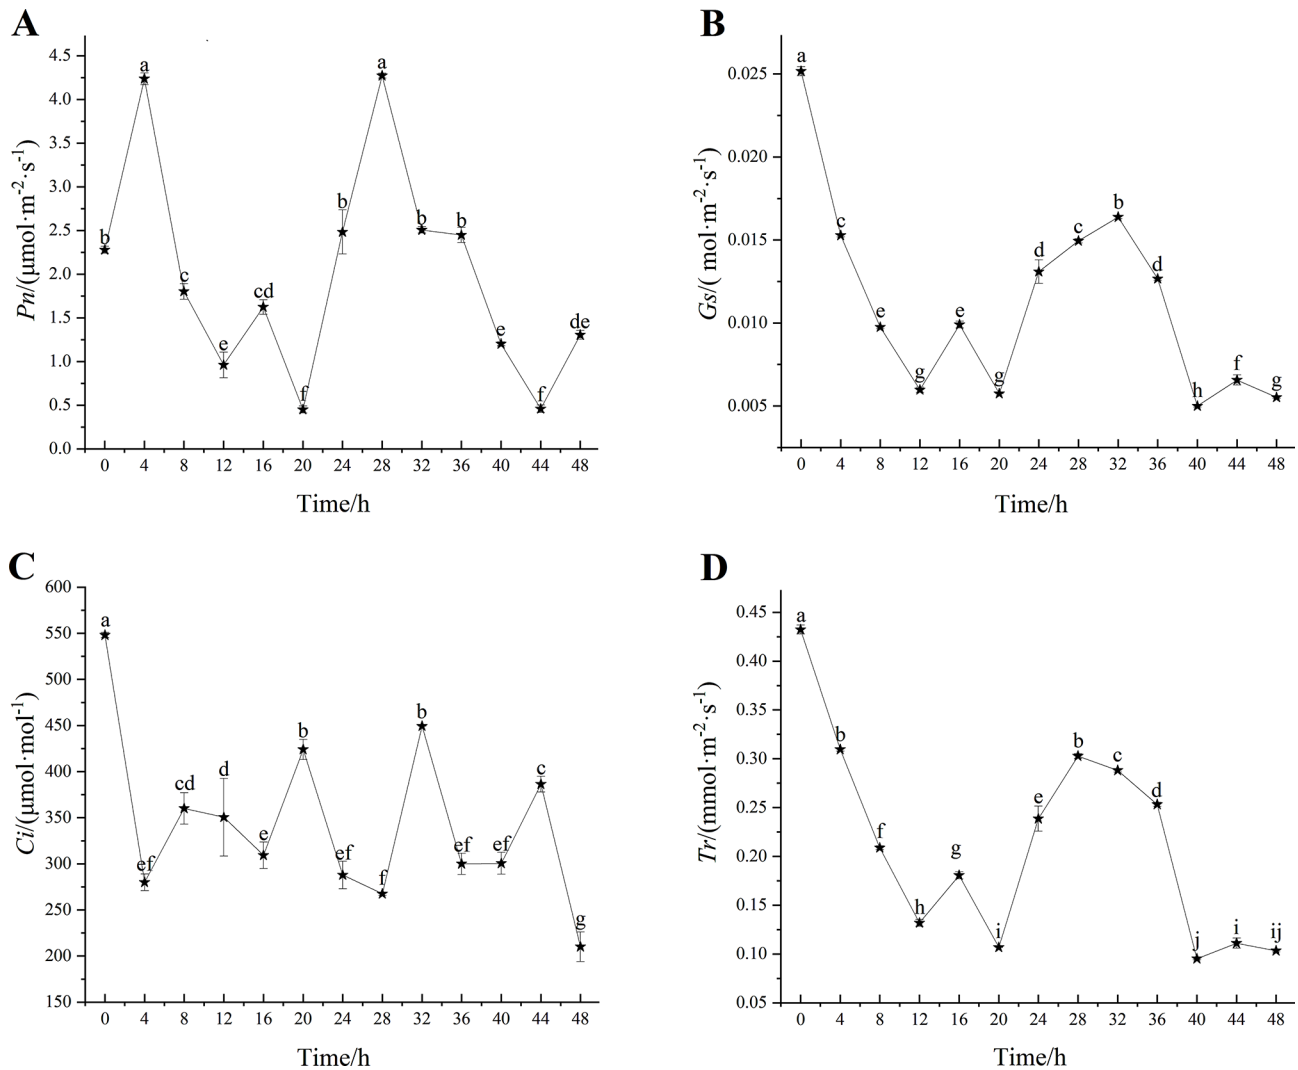 A
Pn/(μmol·m-2·s-1)
4.5
4.0
3.5
3.0
2.5
2.0
1.5
1.0
0.5
0.0
b
a
c
e
cd
f
b
a
b
b
e
f
de
0 4 8 12 16 20 24 28 32 36 40 44 48
Time/h
B
Gs/( mol·m-2·s-1)
0.025
0.020
0.015
0.010
0.005
a
c
e
g
e
g
d
c
b
d
h
f
g
0 4 8 12 16 20 24 28 32 36 40 44 48
Time/h
C
Ci/(μmol·mol-1)
600
550
500
450
400
350
300
250
200
150
a
ef
cd
d
e
b
ef
f
b
ef
ef
c
g
0 4 8 12 16 20 24 28 32 36 40 44 48
Time/h
D
Tr/(mmol·m-2·s-1)
0.45
0.40
0.35
0.30
0.25
0.20
0.15
0.10
0.05
a
b
f
h
g
i
e
b
c
d
j
i
ij
0 4 8 12 16 20 24 28 32 36 40 44 48
Time/h